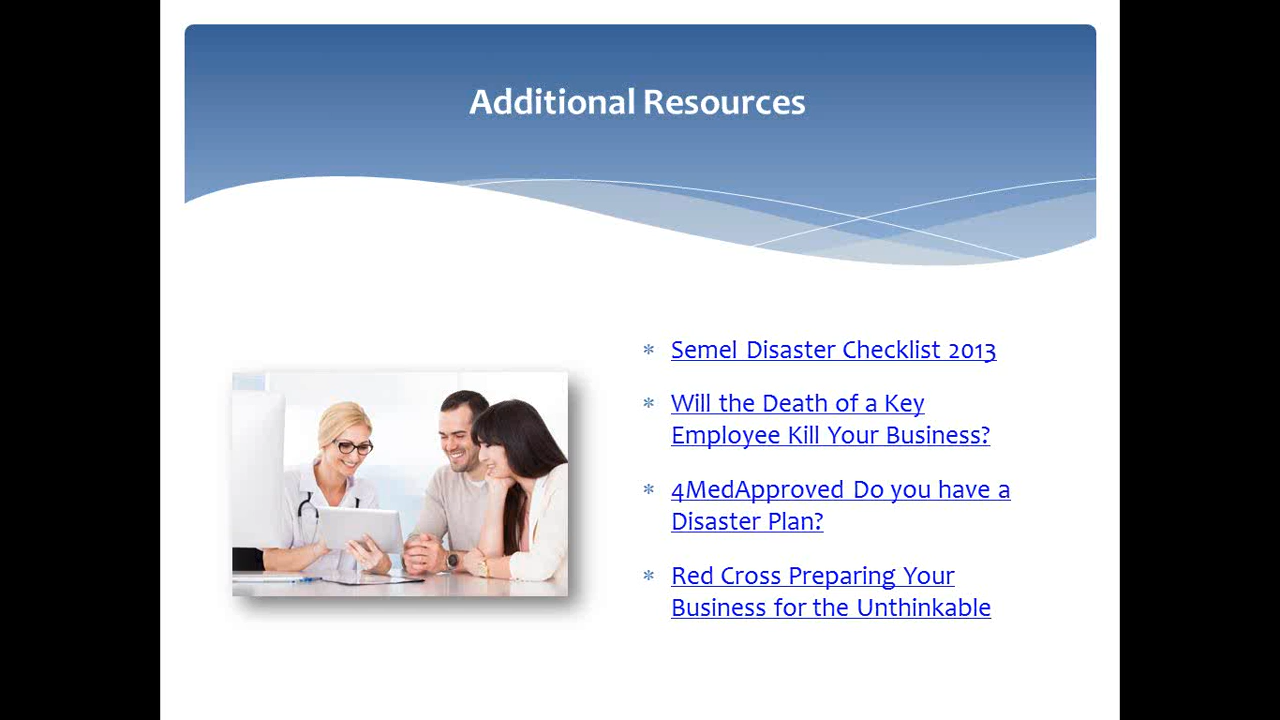 Additional Resources
* Semel Disaster Checklist 2013
* Will the Death of a Key
Employee Kill Your Business?
* 4MedApproved Do you have a
Disaster Plan?
* Red Cross Preparing Your
Business for the Unthinkable